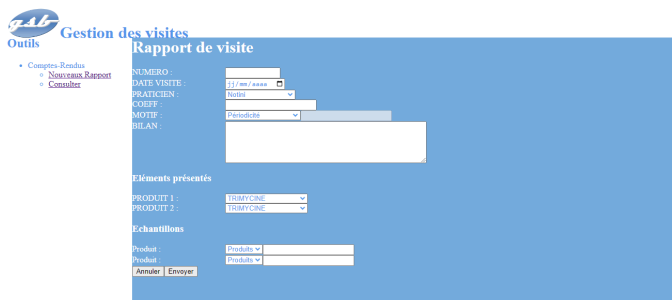 gsb
Gestion des visites
Outils
Comptes-Rendus
Nouveaux Rapport
Consulter
Rapport de visite
NUMERO :
DATE VISITE : jj/mm/aaaa
PRATICIEN : Notini
COEFF :
MOTIF : Périodicité
BILAN :
Eléments présentés
PRODUIT 1 : TRIMYCINE
PRODUIT 2 : TRIMYCINE
Echantillons
Produit : Produits
Produit : Produits
Annuler Envoyer